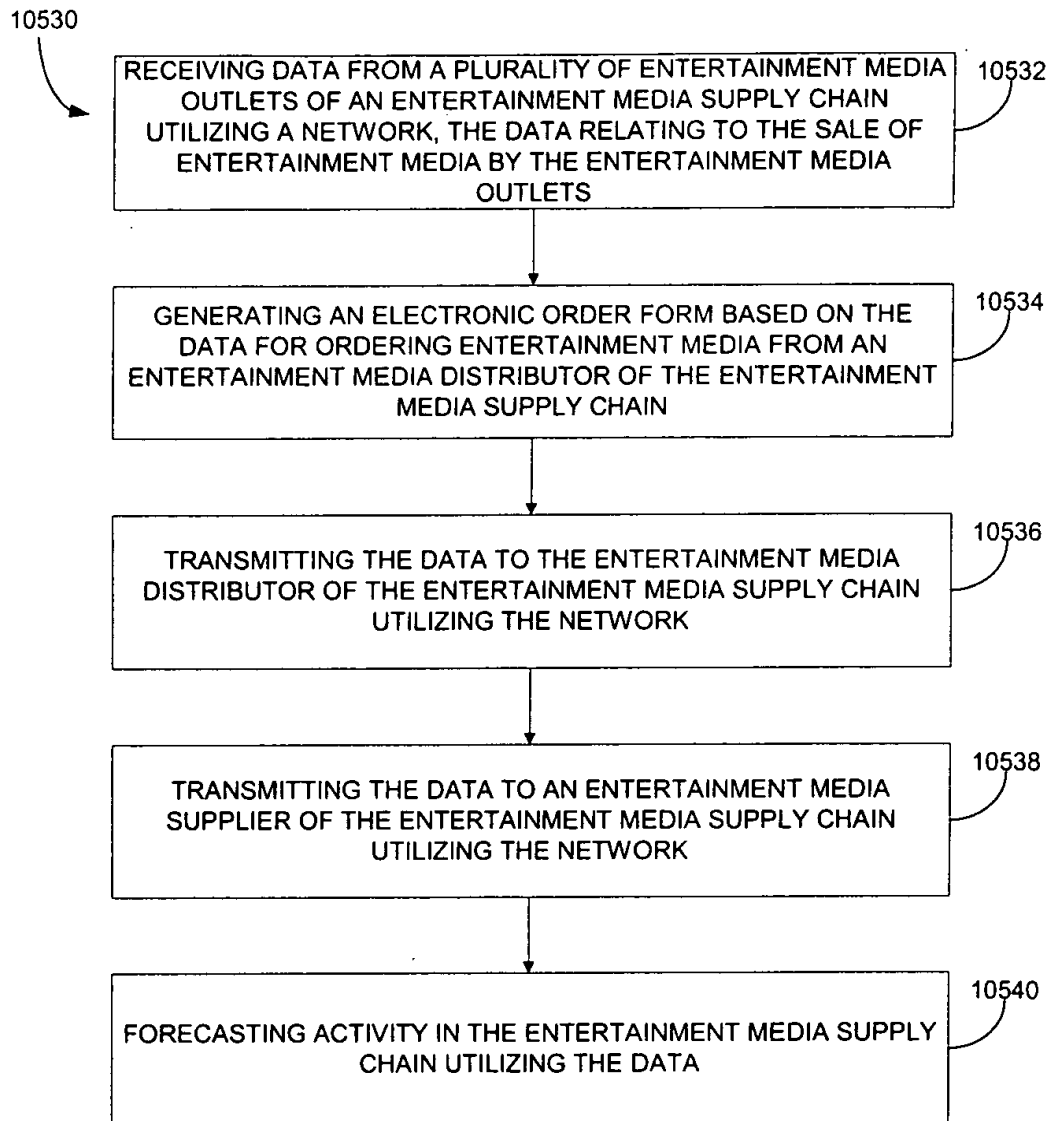 10530
RECEIVING DATA FROM A PLURALITY OF ENTERTAINMENT MEDIA
OUTLETS OF AN ENTERTAINMENT MEDIA SUPPLY CHAIN
UTILIZING A NETWORK, THE DATA RELATING TO THE SALE OF
ENTERTAINMENT MEDIA BY THE ENTERTAINMENT MEDIA
OUTLETS
10532
GENERATING AN ELECTRONIC ORDER FORM BASED ON THE
DATA FOR ORDERING ENTERTAINMENT MEDIA FROM AN
ENTERTAINMENT MEDIA DISTRIBUTOR OF THE ENTERTAINMENT
MEDIA SUPPLY CHAIN
10534
TRANSMITTING THE DATA TO THE ENTERTAINMENT MEDIA
DISTRIBUTOR OF THE ENTERTAINMENT MEDIA SUPPLY CHAIN
UTILIZING THE NETWORK
10536
TRANSMITTING THE DATA TO AN ENTERTAINMENT MEDIA
SUPPLIER OF THE ENTERTAINMENT MEDIA SUPPLY CHAIN
UTILIZING THE NETWORK
10538
FORECASTING ACTIVITY IN THE ENTERTAINMENT MEDIA SUPPLY
CHAIN UTILIZING THE DATA
10540